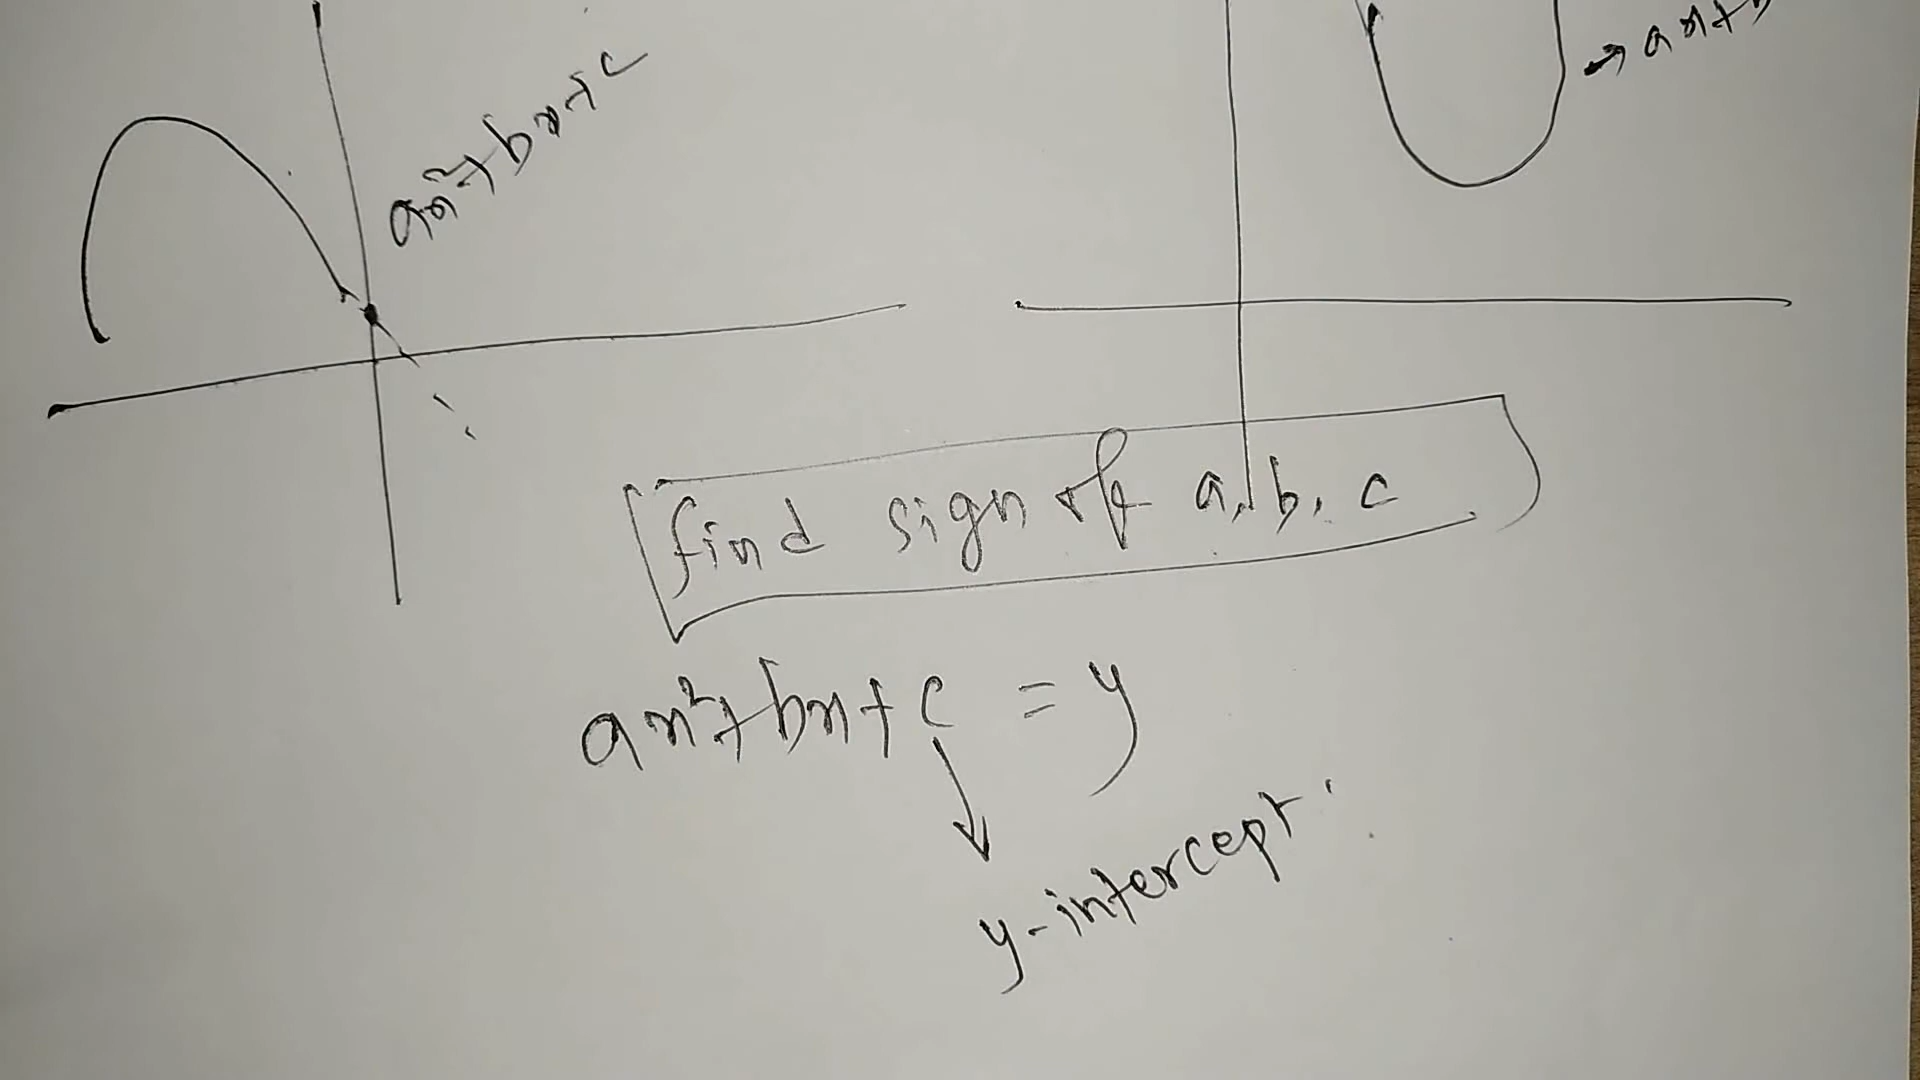 ax²+bx+c
→ ax+b
find sign of a, b, c
ax²+bx+c = y
y-intercept